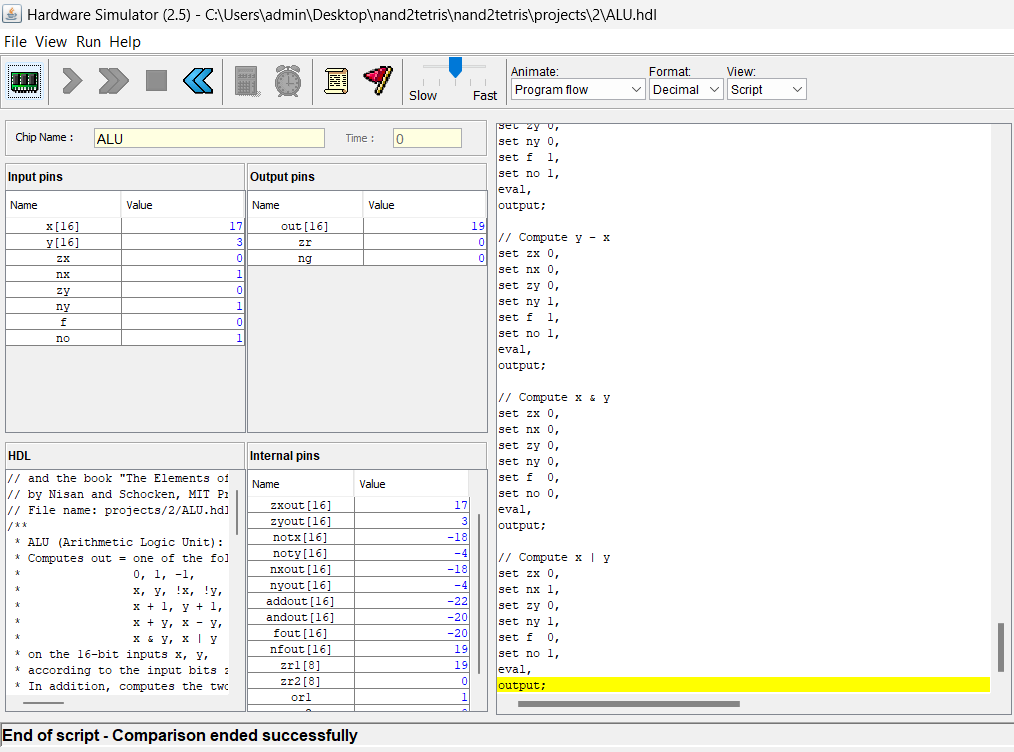 Hardware Simulator (2.5) - C:\Users\admin\Desktop\nand2tetris\nand2tetris\projects\2\ALU.hdl
File View Run Help
Slow Fast
Animate: Format: View:
Program flow Decimal Script
Chip Name : ALU Time : 0
Input pins
Name Value
x[16] 17
y[16] 3
zx 0
nx 1
zy 0
ny 1
f 0
no 1
Output pins
Name Value
out[16] 19
zr 0
ng 0
HDL
// and the book "The Elements of
// by Nisan and Schocken, MIT Pr
// File name: projects/2/ALU.hdl
/**
* ALU (Arithmetic Logic Unit):
* Computes out = one of the fol
* 0, 1, -1,
* x, y, !x, !y,
* x + 1, y + 1,
* x + y, x - y,
* x & y, x | y
* on the 16-bit inputs x, y,
* according to the input bits z
* In addition, computes the two
Internal pins
Name Value
zxout[16] 17
zyout[16] 3
notx[16] -18
noty[16] -4
nxout[16] -18
nyout[16] -4
addout[16] -22
andout[16] -20
fout[16] -20
nfout[16] 19
zr1[8] 19
zr2[8] 0
or1 1
set zy 0,
set ny 0,
set f  1,
set no 1,
eval,
output;
// Compute y - x
set zx 0,
set nx 0,
set zy 0,
set ny 1,
set f  1,
set no 1,
eval,
output;
// Compute x & y
set zx 0,
set nx 0,
set zy 0,
set ny 0,
set f  0,
set no 0,
eval,
output;
// Compute x | y
set zx 0,
set nx 1,
set zy 0,
set ny 1,
set f  0,
set no 1,
eval,
output;
End of script - Comparison ended successfully